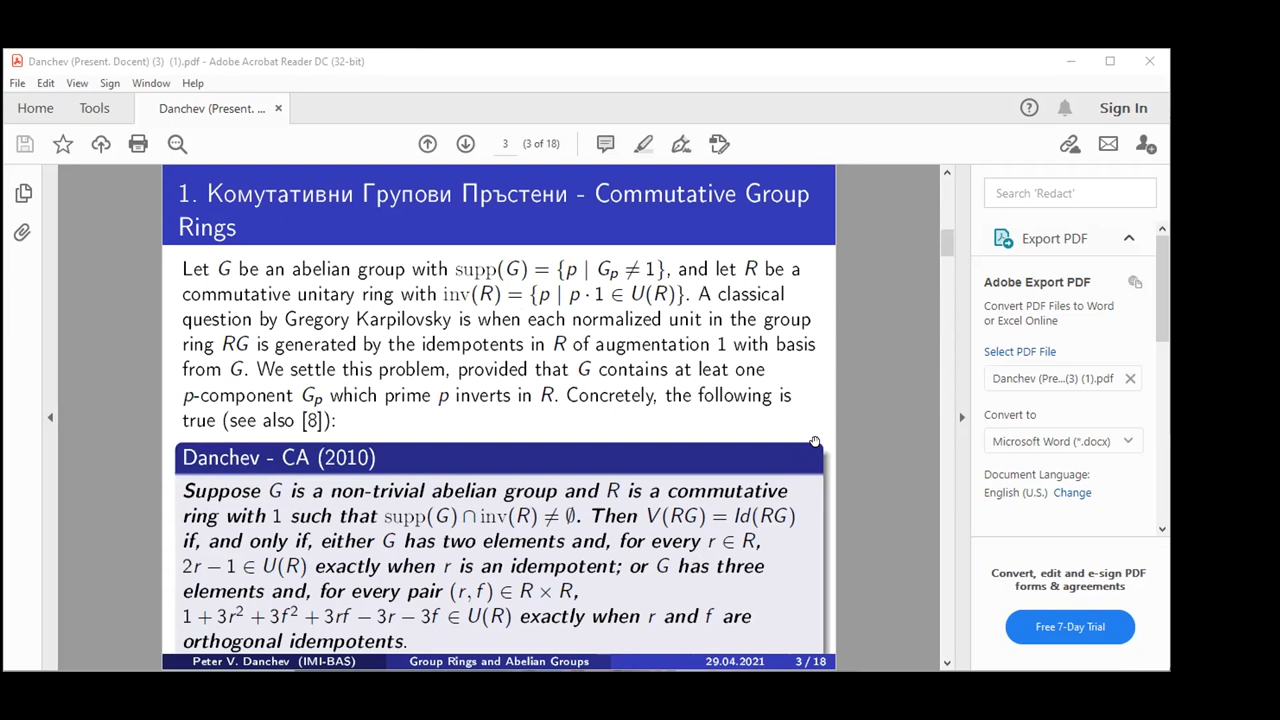 Danchev (Present. Docent) (3) (1).pdf - Adobe Acrobat Reader DC (32-bit)
File Edit View Sign Window Help
Home Tools Danchev (Present. ... × Sign In
3 (3 of 18)
Search 'Redact'
Export PDF
Adobe Export PDF
Convert PDF Files to Word
or Excel Online
Select PDF File
Danchev (Pre...(3) (1).pdf
Convert to
Microsoft Word (*.docx)
Document Language:
English (U.S.) Change
Convert, edit and e-sign PDF
forms & agreements
Free 7-Day Trial
1. Комутативни Групови Пръстени - Commutative Group
Rings
Let G be an abelian group with supp(G) = {p | Gₚ ≠ 1}, and let R be a
commutative unitary ring with inv(R) = {p | p · 1 ∈ U(R)}. A classical
question by Gregory Karpilovsky is when each normalized unit in the group
ring RG is generated by the idempotents in R of augmentation 1 with basis
from G. We settle this problem, provided that G contains at leat one
p-component Gₚ which prime p inverts in R. Concretely, the following is
true (see also [8]):
Danchev - CA (2010)
Suppose G is a non-trivial abelian group and R is a commutative
ring with 1 such that supp(G) ∩ inv(R) ≠ ∅. Then V(RG) = Id(RG)
if, and only if, either G has two elements and, for every r ∈ R,
2r − 1 ∈ U(R) exactly when r is an idempotent; or G has three
elements and, for every pair (r, f) ∈ R × R,
1 + 3r² + 3f² + 3rf − 3r − 3f ∈ U(R) exactly when r and f are
orthogonal idempotents.
Peter V. Danchev (IMI-BAS) Group Rings and Abelian Groups 29.04.2021 3 / 18